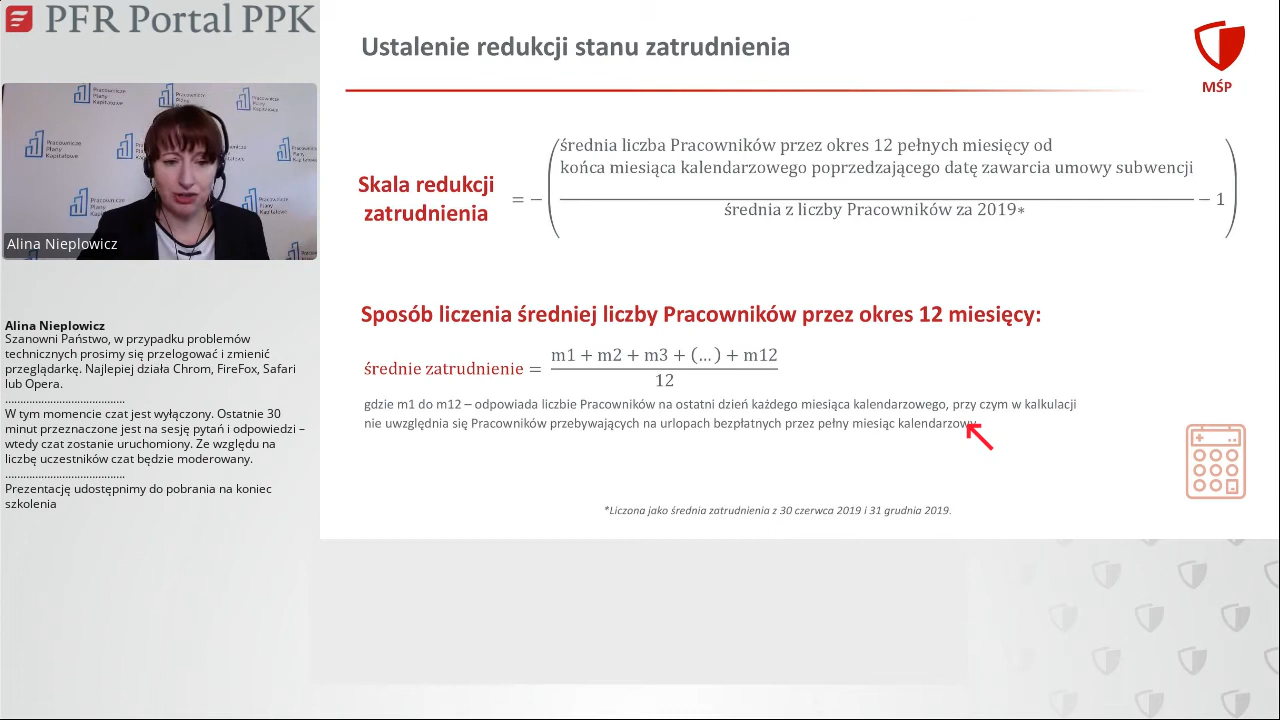 PFR Portal PPK
Pracownicze
Plany
Kapitałowe
Pracownicze
Plany
Kapitałowe
Alina Nieplowicz
Alina Nieplowicz
Szanowni Państwo, w przypadku problemów
technicznych prosimy się przelogować i zmienić
przeglądarkę. Najlepiej działa Chrom, FireFox, Safari
lub Opera.
........................................
W tym momencie czat jest wyłączony. Ostatnie 30
minut przeznaczone jest na sesję pytań i odpowiedzi –
wtedy czat zostanie uruchomiony. Ze względu na
liczbę uczestników czat będzie moderowany.
........................................
Prezentację udostępnimy do pobrania na koniec
szkolenia
Ustalenie redukcji stanu zatrudnienia
MŚP
Skala redukcji
zatrudnienia
= − ( średnia liczba Pracowników przez okres 12 pełnych miesięcy od
końca miesiąca kalendarzowego poprzedzającego datę zawarcia umowy subwencji
średnia z liczby Pracowników za 2019* − 1 )
Sposób liczenia średniej liczby Pracowników przez okres 12 miesięcy:
m1 + m2 + m3 + (…) + m12
średnie zatrudnienie =
12
gdzie m1 do m12 – odpowiada liczbie Pracowników na ostatni dzień każdego miesiąca kalendarzowego, przy czym w kalkulacji
nie uwzględnia się Pracowników przebywających na urlopach bezpłatnych przez pełny miesiąc kalendarzowy
*Liczona jako średnia zatrudnienia z 30 czerwca 2019 i 31 grudnia 2019.